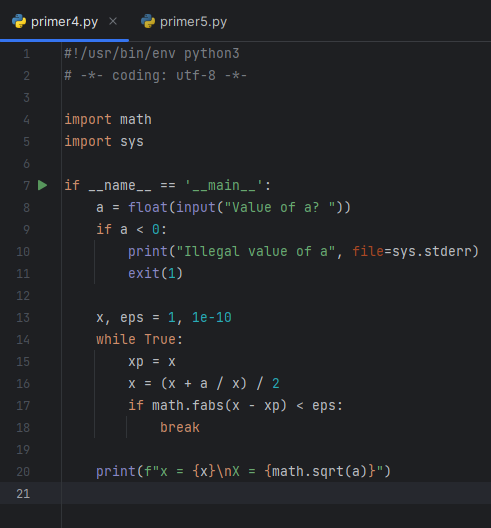 primer4.py × primer5.py
1 #!/usr/bin/env python3
2 # -*- coding: utf-8 -*-
3
4 import math
5 import sys
6
7 if __name__ == '__main__':
8     a = float(input("Value of a? "))
9     if a < 0:
10         print("Illegal value of a", file=sys.stderr)
11         exit(1)
12
13     x, eps = 1, 1e-10
14     while True:
15         xp = x
16         x = (x + a / x) / 2
17         if math.fabs(x - xp) < eps:
18             break
19
20     print(f"x = {x}\nX = {math.sqrt(a)}")
21